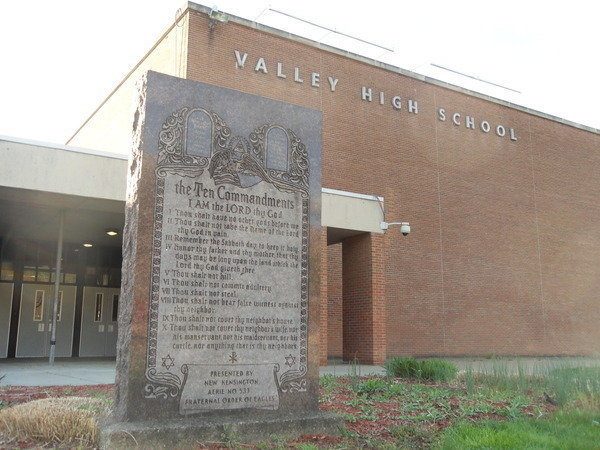 VALLEY HIGH SCHOOL
the Ten Commandments
I AM the LORD thy God
I Thou shalt have no other gods before me
II Thou shalt not take the Name of the Lord
thy God in vain.
III Remember the Sabbath day, to keep it holy
IV Honor thy father and thy mother, that thy
days may be long upon the land which the
Lord thy God giveth thee.
V Thou shalt not kill.
VI Thou shalt not commit adultery.
VII Thou shalt not steal.
VIII Thou shalt not bear false witness against
thy neighbor.
IX Thou shalt not covet thy neighbor's house.
X Thou shalt not covet thy neighbor's wife, nor
his manservant, nor his maidservant, nor his
cattle, nor anything that is thy neighbor's.
PRESENTED BY
NEW KENSINGTON
AERIE NO. 533
FRATERNAL ORDER OF EAGLES